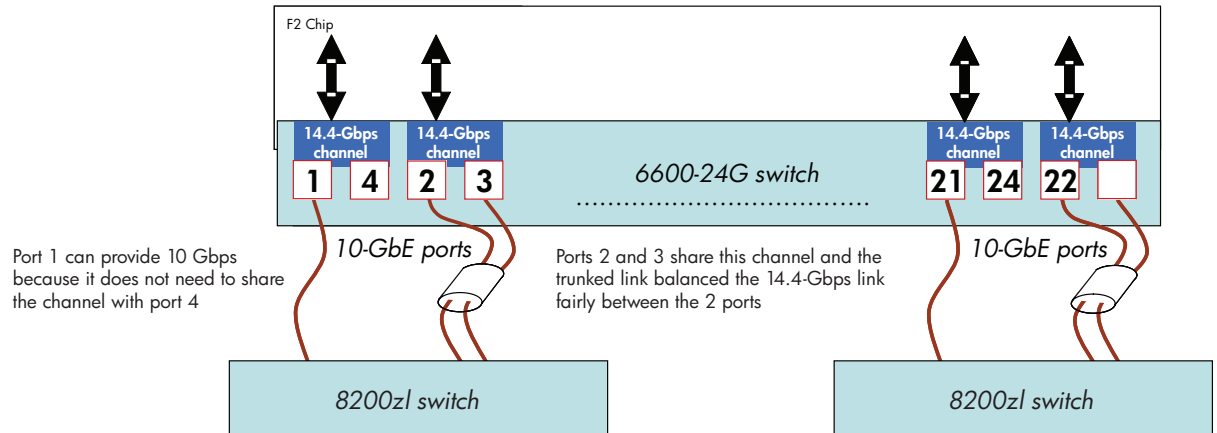 F2 Chip
14.4-Gbps
channel
14.4-Gbps
channel
14.4-Gbps
channel
14.4-Gbps
channel
1
4
2
3
6600-24G switch
......................................
21
24
22
10-GbE ports
10-GbE ports
Port 1 can provide 10 Gbps
because it does not need to share
the channel with port 4
Ports 2 and 3 share this channel and the
trunked link balanced the 14.4-Gbps link
fairly between the 2 ports
8200zl switch
8200zl switch